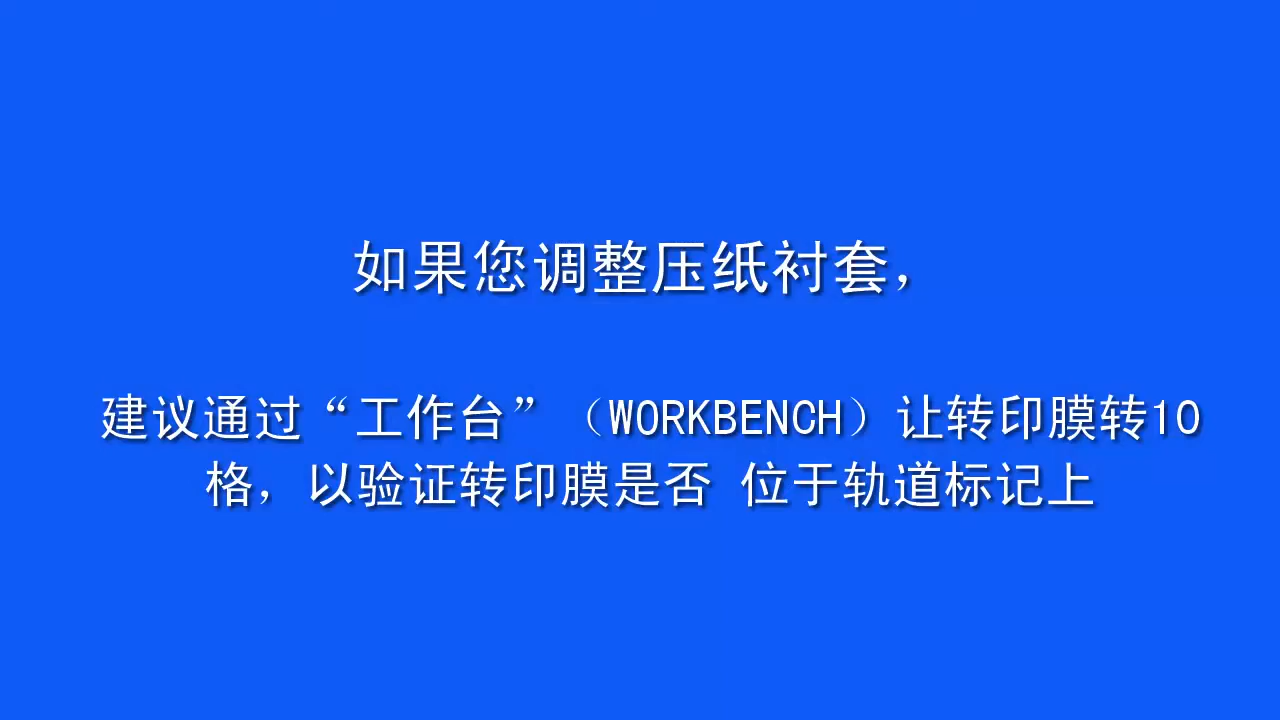 如果您调整压纸衬套，
建议通过“工作台”（WORKBENCH）让转印膜转10
格，以验证转印膜是否 位于轨道标记上